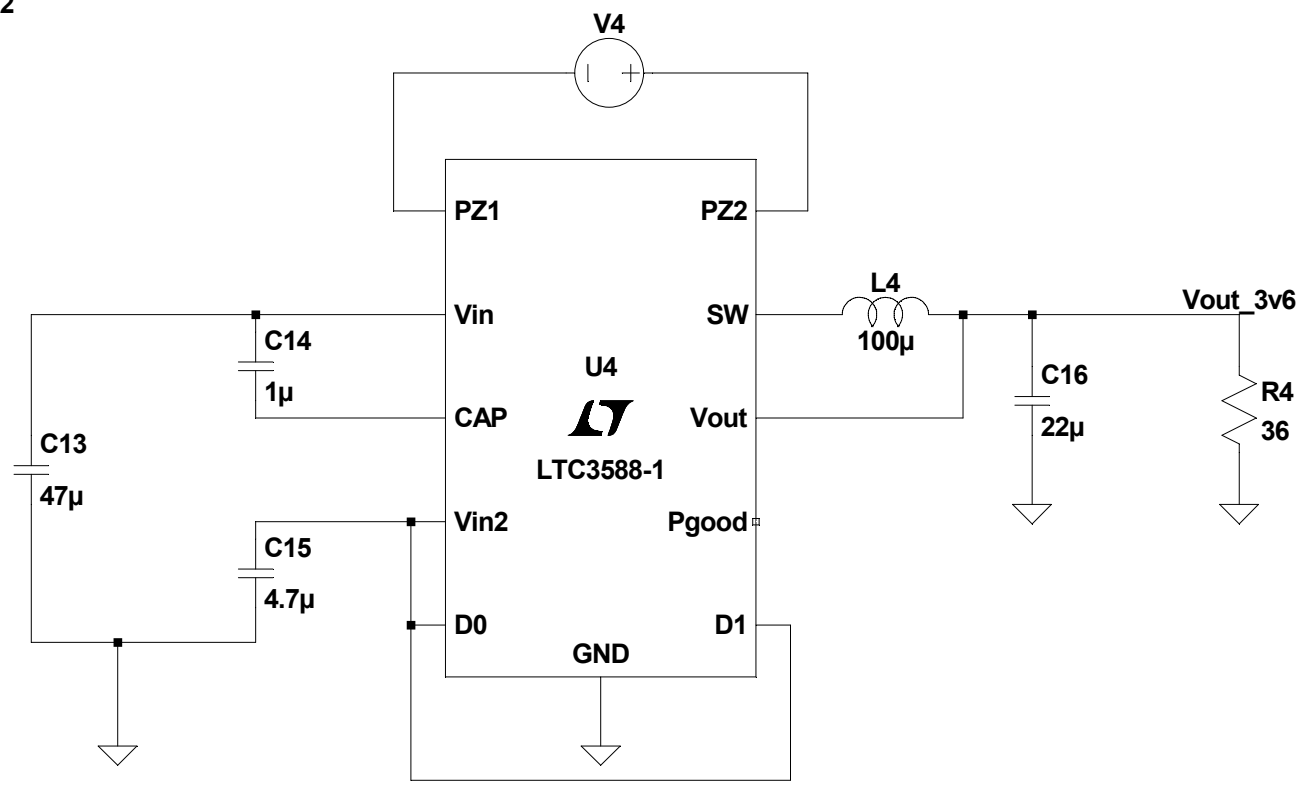 2
V4
PZ1
PZ2
Vin
SW
L4
100µ
Vout_3v6
C14
1µ
U4
C16
22µ
R4
36
CAP
Vout
C13
47µ
LTC3588-1
Vin2
Pgood
C15
4.7µ
D0
D1
GND